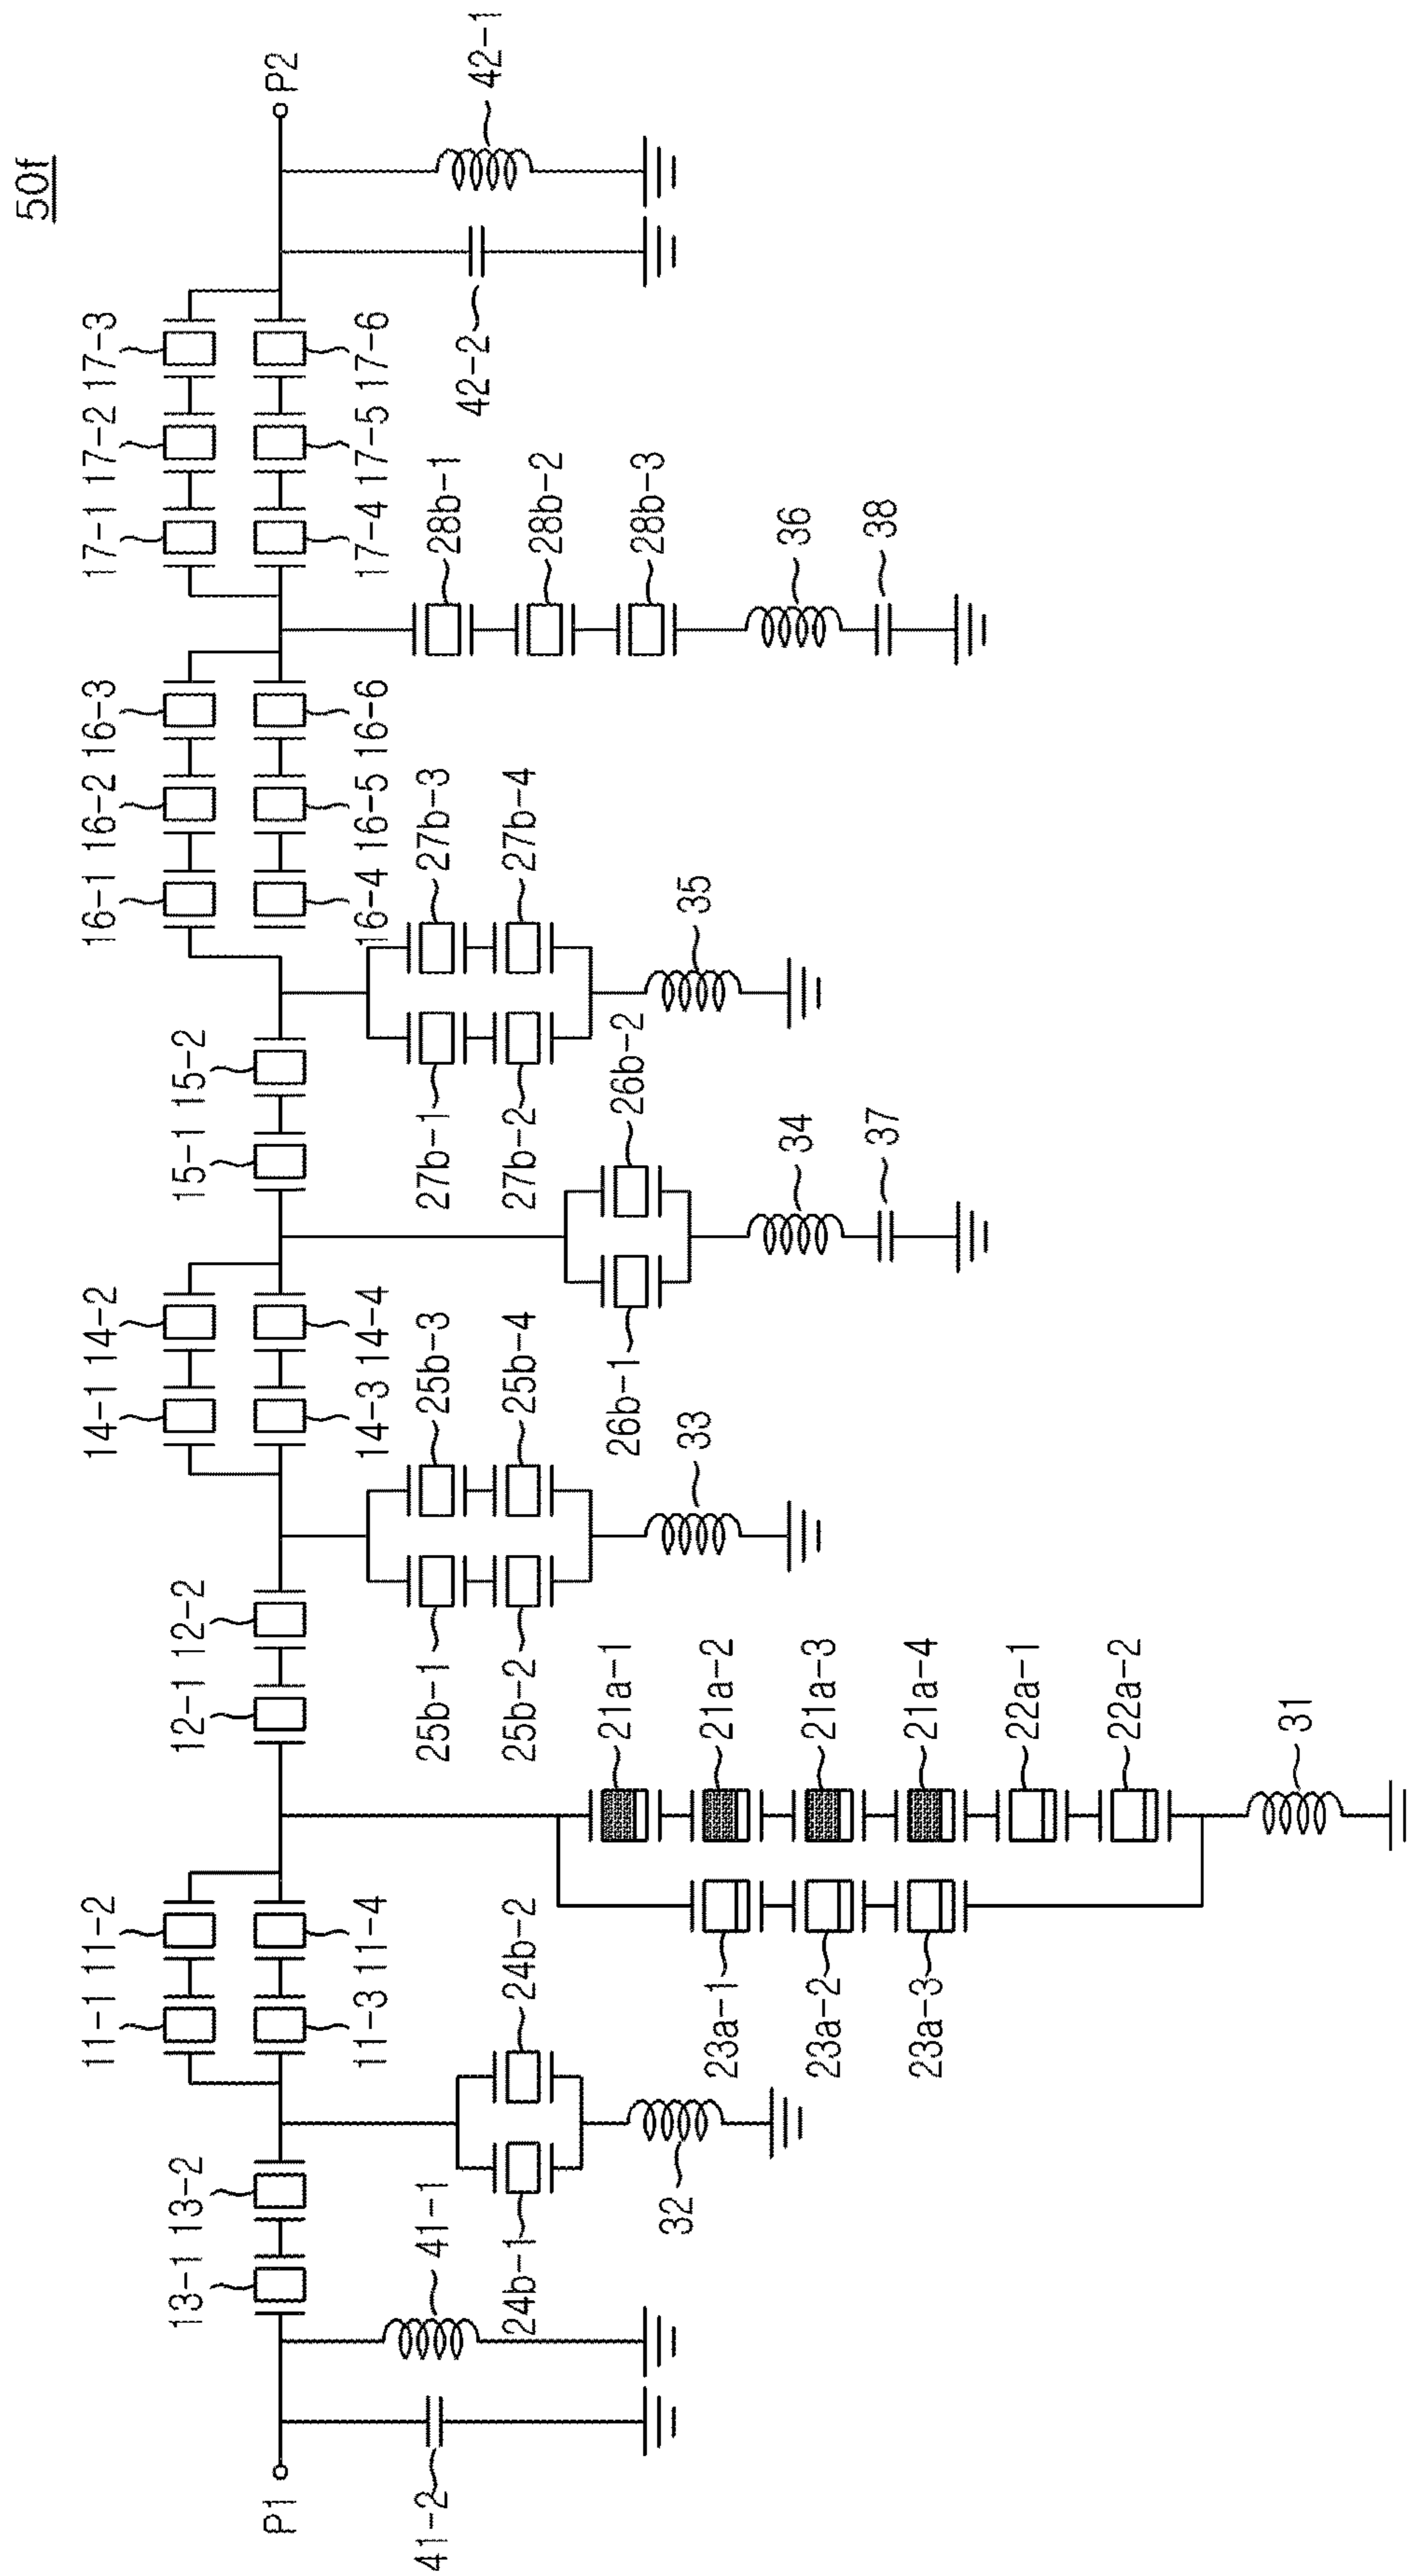 50f
11-1 11-2
14-1 14-2
16-1 16-2 16-3
17-1 17-2 17-3
13-1 13-2
12-1 12-2
15-1 15-2
P1
P2
11-3 11-4
14-3 14-4
16-4 16-5 16-6
17-4 17-5 17-6
41-2
41-1
25b-1
25b-3
27b-1
27b-3
28b-1
42-2
42-1
24b-1
24b-2
25b-2
25b-4
27b-2
27b-4
28b-2
21a-1
26b-1
26b-2
28b-3
32
33
35
23a-1
21a-2
34
36
23a-2
21a-3
37
38
23a-3
21a-4
22a-1
22a-2
31